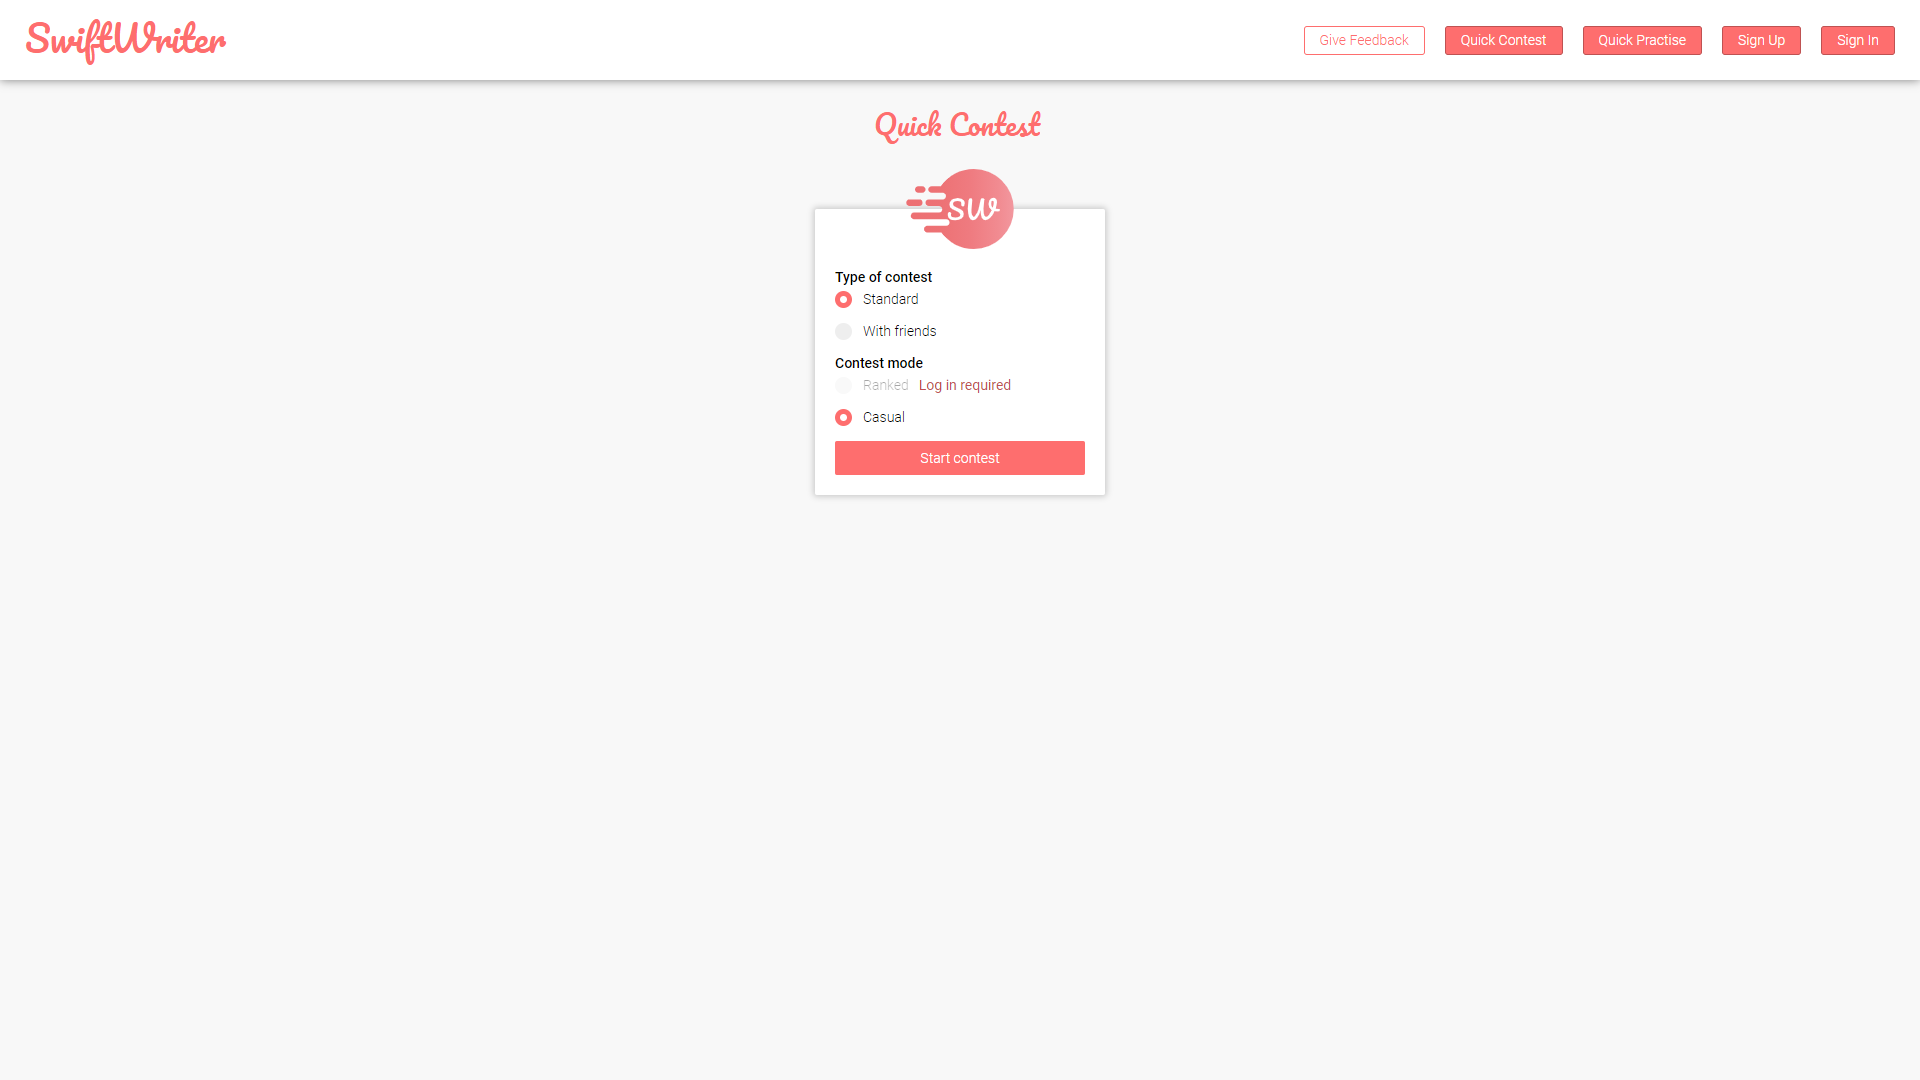 SwiftWriter
Give Feedback
Quick Contest
Quick Practise
Sign Up
Sign In
Quick Contest
SW
Type of contest
Standard
With friends
Contest mode
Ranked Log in required
Casual
Start contest